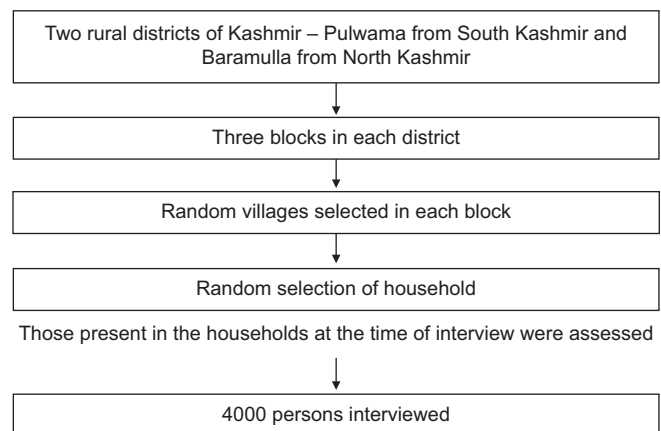 Two rural districts of Kashmir – Pulwama from South Kashmir and
Baramulla from North Kashmir
Three blocks in each district
Random villages selected in each block
Random selection of household
Those present in the households at the time of interview were assessed
4000 persons interviewed